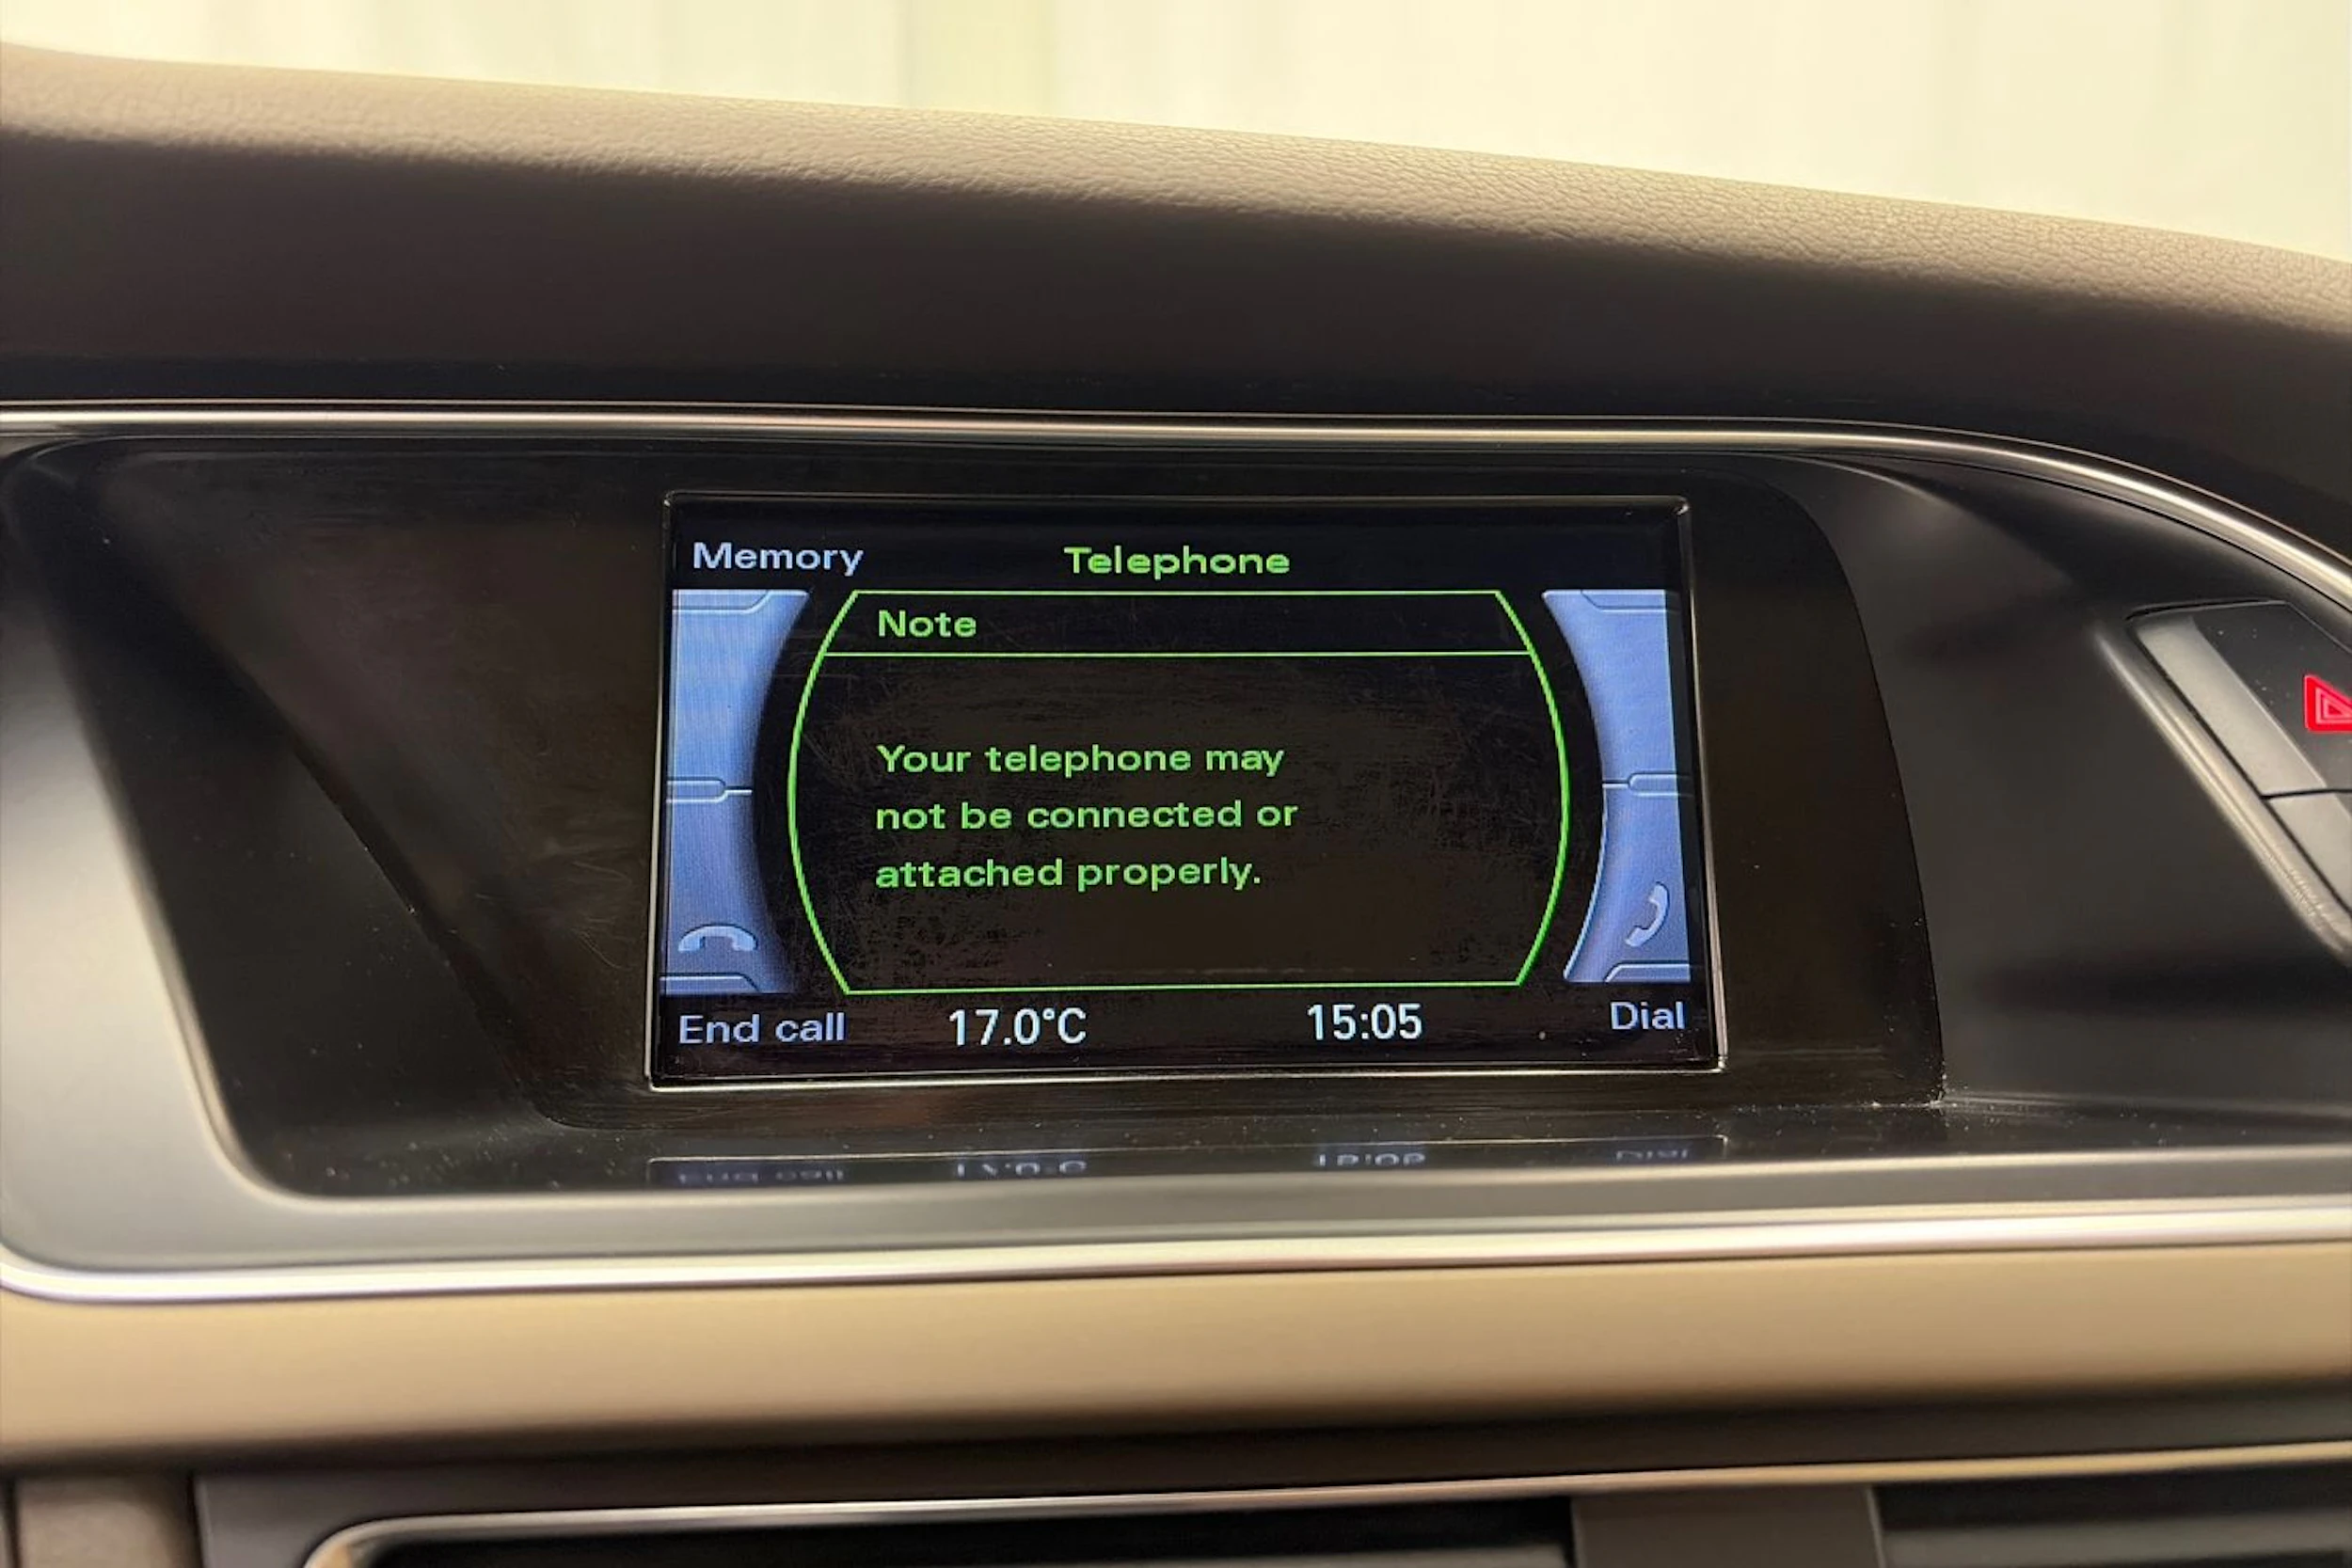 Memory
Telephone
Note
Your telephone may
not be connected or
attached properly.
End call
17.0°C
15:05
Dial